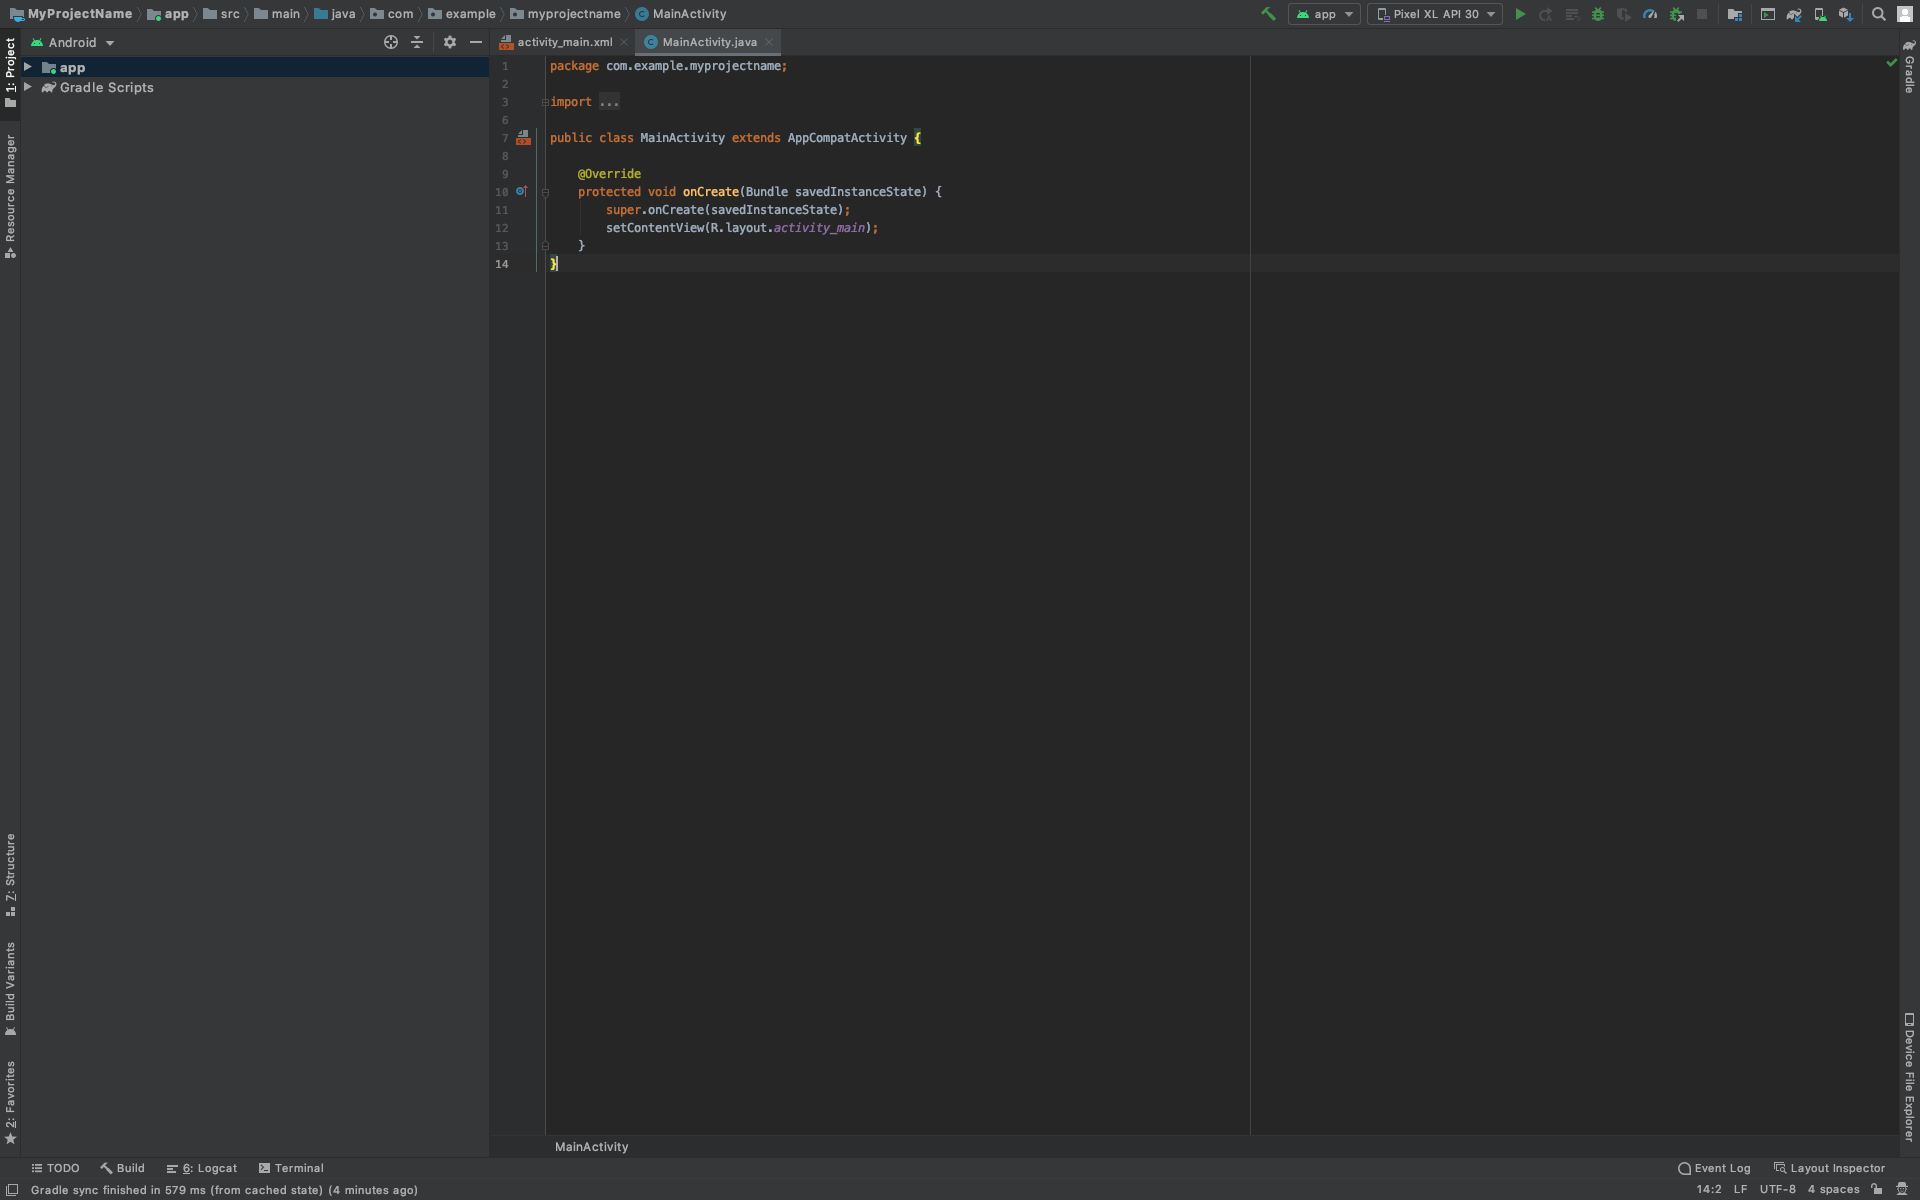 MyProjectName app src main java com example myprojectname MainActivity app Pixel XL API 30
Android
activity_main.xml MainActivity.java
app
Gradle Scripts
1 package com.example.myprojectname;
2
3 import ...
6
7 public class MainActivity extends AppCompatActivity {
8
9 @Override
10 protected void onCreate(Bundle savedInstanceState) {
11 super.onCreate(savedInstanceState);
12 setContentView(R.layout.activity_main);
13 }
14 }
1: Project
Resource Manager
Z: Structure
Build Variants
2: Favorites
Gradle
Device File Explorer
MainActivity
TODO Build 6: Logcat Terminal Event Log Layout Inspector
Gradle sync finished in 579 ms (from cached state) (4 minutes ago) 14:2 LF UTF-8 4 spaces